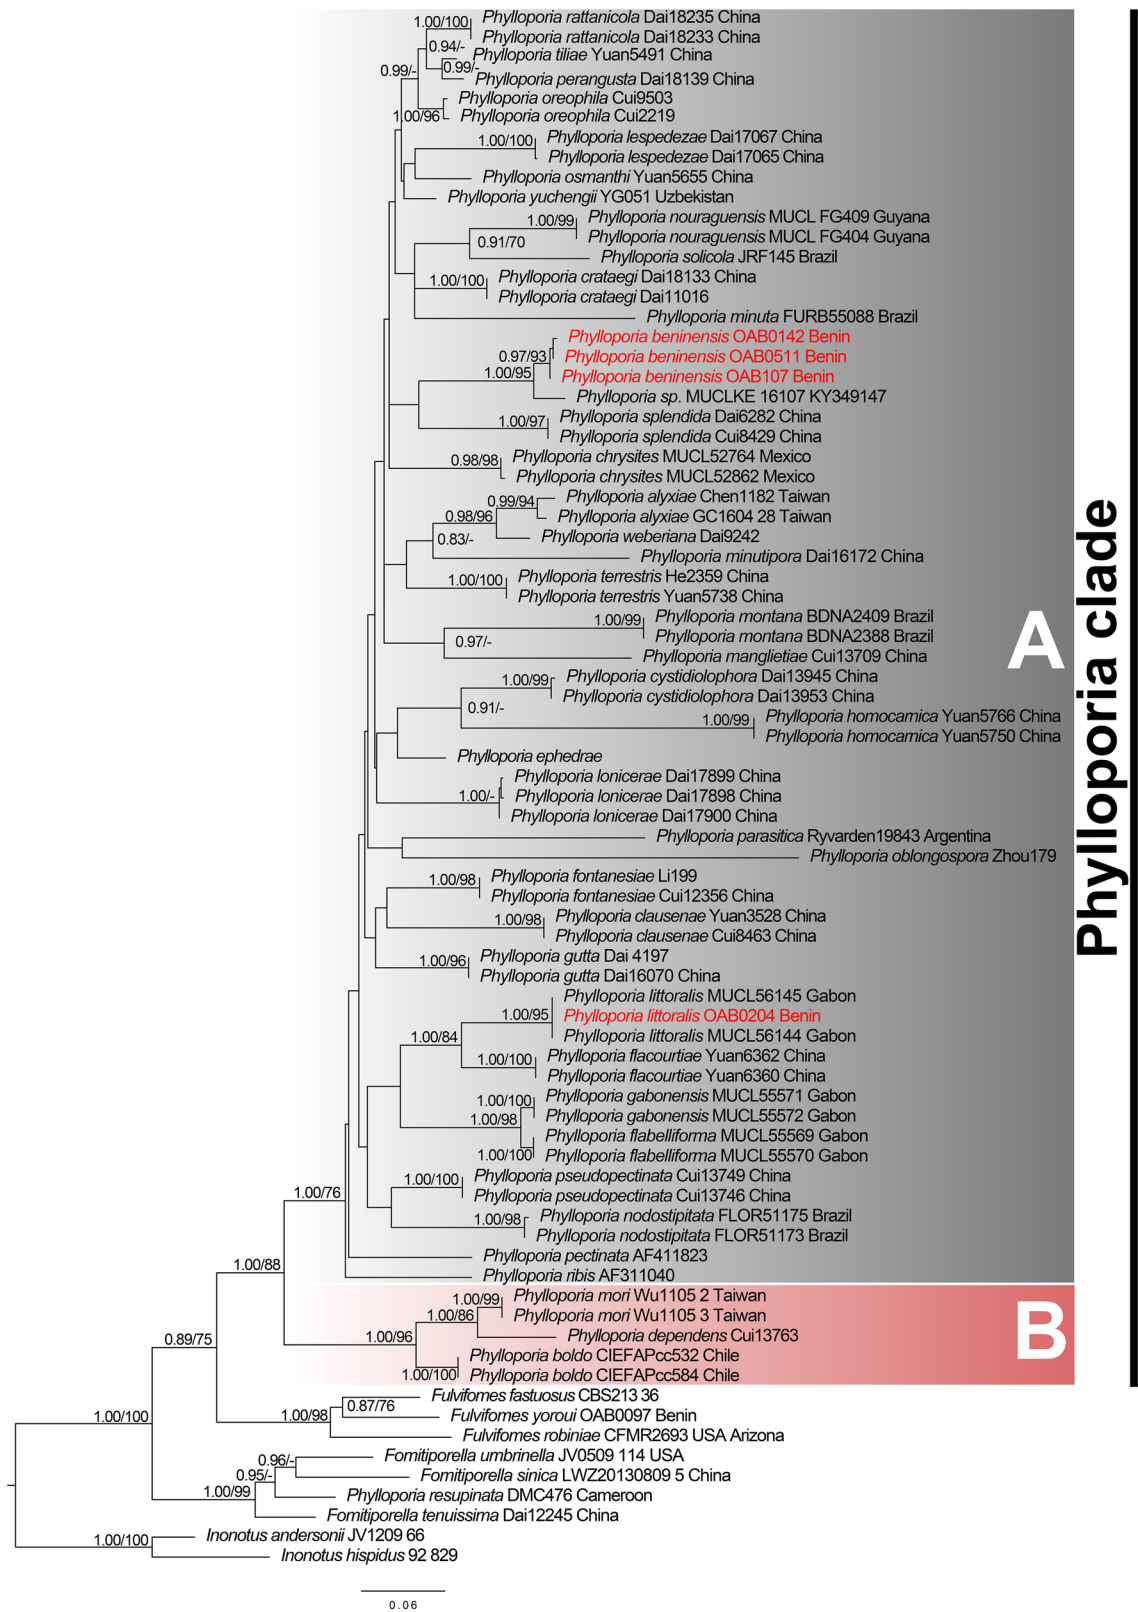 Phylloporia rattanicola Dai18235 China
1.00/100
Phylloporia rattanicola Dai18233 China
0.94/-
Phylloporia tiliae Yuan5491 China
0.99/-
0.99/-
Phylloporia perangusta Dai18139 China
Phylloporia oreophila Cui9503
1.00/96
Phylloporia oreophila Cui2219
Phylloporia lespedezae Dai17067 China
1.00/100
Phylloporia lespedezae Dai17065 China
Phylloporia osmanthi Yuan5655 China
Phylloporia yuchengii YG051 Uzbekistan
Phylloporia nouraguensis MUCL FG409 Guyana
1.00/99
Phylloporia nouraguensis MUCL FG404 Guyana
0.91/70
Phylloporia solicola JRF145 Brazil
Phylloporia crataegi Dai18133 China
1.00/100
Phylloporia crataegi Dai11016
Phylloporia minuta FURB55088 Brazil
Phylloporia beninensis OAB0142 Benin
0.97/93
Phylloporia beninensis OAB0511 Benin
1.00/95
Phylloporia beninensis OAB107 Benin
Phylloporia sp. MUCLKE 16107 KY349147
Phylloporia splendida Dai6282 China
1.00/97
Phylloporia splendida Cui8429 China
Phylloporia chrysites MUCL52764 Mexico
0.98/98
Phylloporia chrysites MUCL52862 Mexico
Phylloporia alyxiae Chen1182 Taiwan
0.99/94
0.98/96
Phylloporia alyxiae GC1604 28 Taiwan
Phylloporia weberiana Dai9242
0.83/-
Phylloporia minutipora Dai16172 China
Phylloporia terrestris He2359 China
1.00/100
Phylloporia terrestris Yuan5738 China
Phylloporia montana BDNA2409 Brazil
1.00/99
Phylloporia montana BDNA2388 Brazil
0.97/-
Phylloporia manglietiae Cui13709 China
A
Phylloporia clade
Phylloporia cystidiolophora Dai13945 China
1.00/99
Phylloporia cystidiolophora Dai13953 China
0.91/-
Phylloporia homocarnica Yuan5766 China
1.00/99
Phylloporia homocarnica Yuan5750 China
Phylloporia ephedrae
Phylloporia lonicerae Dai17899 China
1.00/-
Phylloporia lonicerae Dai17898 China
Phylloporia lonicerae Dai17900 China
Phylloporia parasitica Ryvarden19843 Argentina
Phylloporia oblongospora Zhou179
Phylloporia fontanesiae Li199
1.00/98
Phylloporia fontanesiae Cui12356 China
Phylloporia clausenae Yuan3528 China
1.00/98
Phylloporia clausenae Cui8463 China
Phylloporia gutta Dai 4197
1.00/96
Phylloporia gutta Dai16070 China
Phylloporia littoralis MUCL56145 Gabon
1.00/95
Phylloporia littoralis OAB0204 Benin
1.00/84
Phylloporia littoralis MUCL56144 Gabon
Phylloporia flacourtiae Yuan6362 China
1.00/100
Phylloporia flacourtiae Yuan6360 China
Phylloporia gabonensis MUCL55571 Gabon
1.00/100
Phylloporia gabonensis MUCL55572 Gabon
1.00/98
Phylloporia flabelliforma MUCL55569 Gabon
1.00/100
Phylloporia flabelliforma MUCL55570 Gabon
Phylloporia pseudopectinata Cui13749 China
1.00/100
Phylloporia pseudopectinata Cui13746 China
1.00/76
Phylloporia nodostipitata FLOR51175 Brazil
1.00/98
Phylloporia nodostipitata FLOR51173 Brazil
Phylloporia pectinata AF411823
1.00/88
Phylloporia ribis AF311040
Phylloporia mori Wu1105 2 Taiwan
1.00/99
1.00/86
Phylloporia mori Wu1105 3 Taiwan
1.00/96
Phylloporia dependens Cui13763
B
0.89/75
Phylloporia boldo CIEFAPcc532 Chile
1.00/100
Phylloporia boldo CIEFAPcc584 Chile
Fulvifomes fastuosus CBS213 36
0.87/76
1.00/100
1.00/98
Fulvifomes yoroui OAB0097 Benin
Fulvifomes robiniae CFMR2693 USA Arizona
Fomitiporella umbrinella JV0509 114 USA
0.96/-
0.95/-
Fomitiporella sinica LWZ20130809 5 China
1.00/99
Phylloporia resupinata DMC476 Cameroon
Fomitiporella tenuissima Dai12245 China
Inonotus andersonii JV1209 66
1.00/100
Inonotus hispidus 92 829
0.06